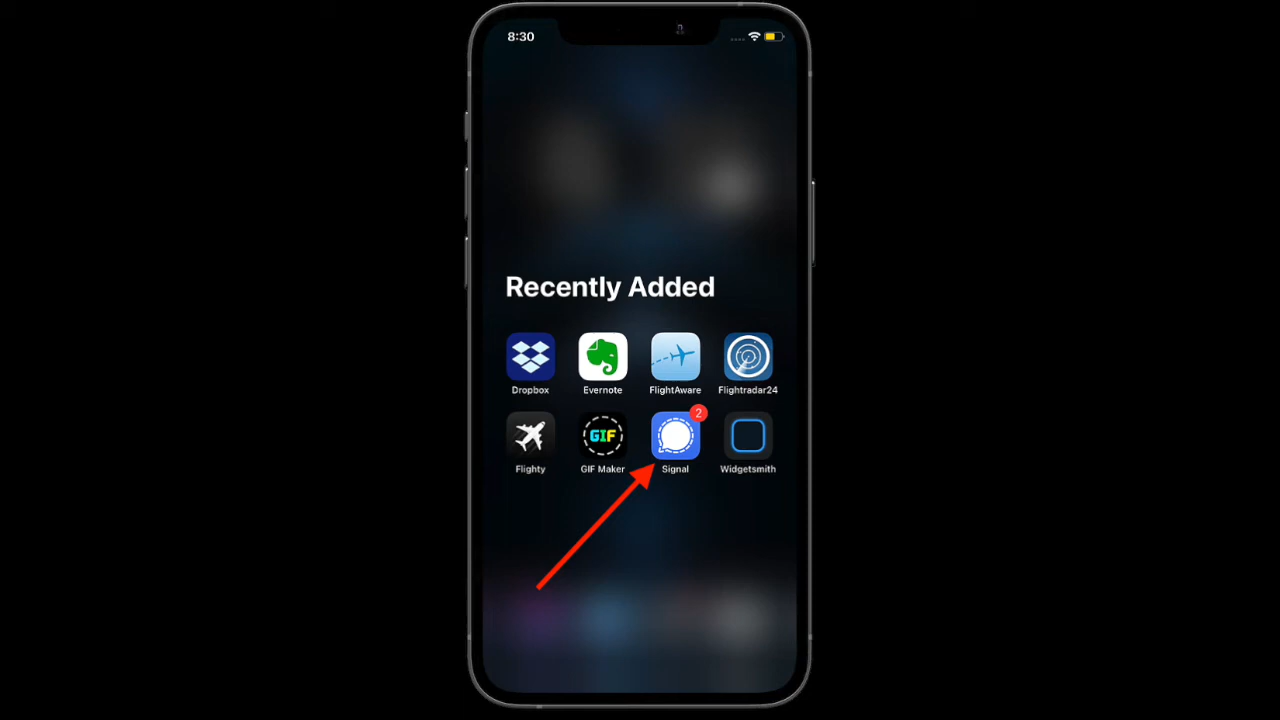 8:30
Recently Added
Dropbox Evernote FlightAware Flightradar24
2
GIF
Flighty GIF Maker Signal Widgetsmith